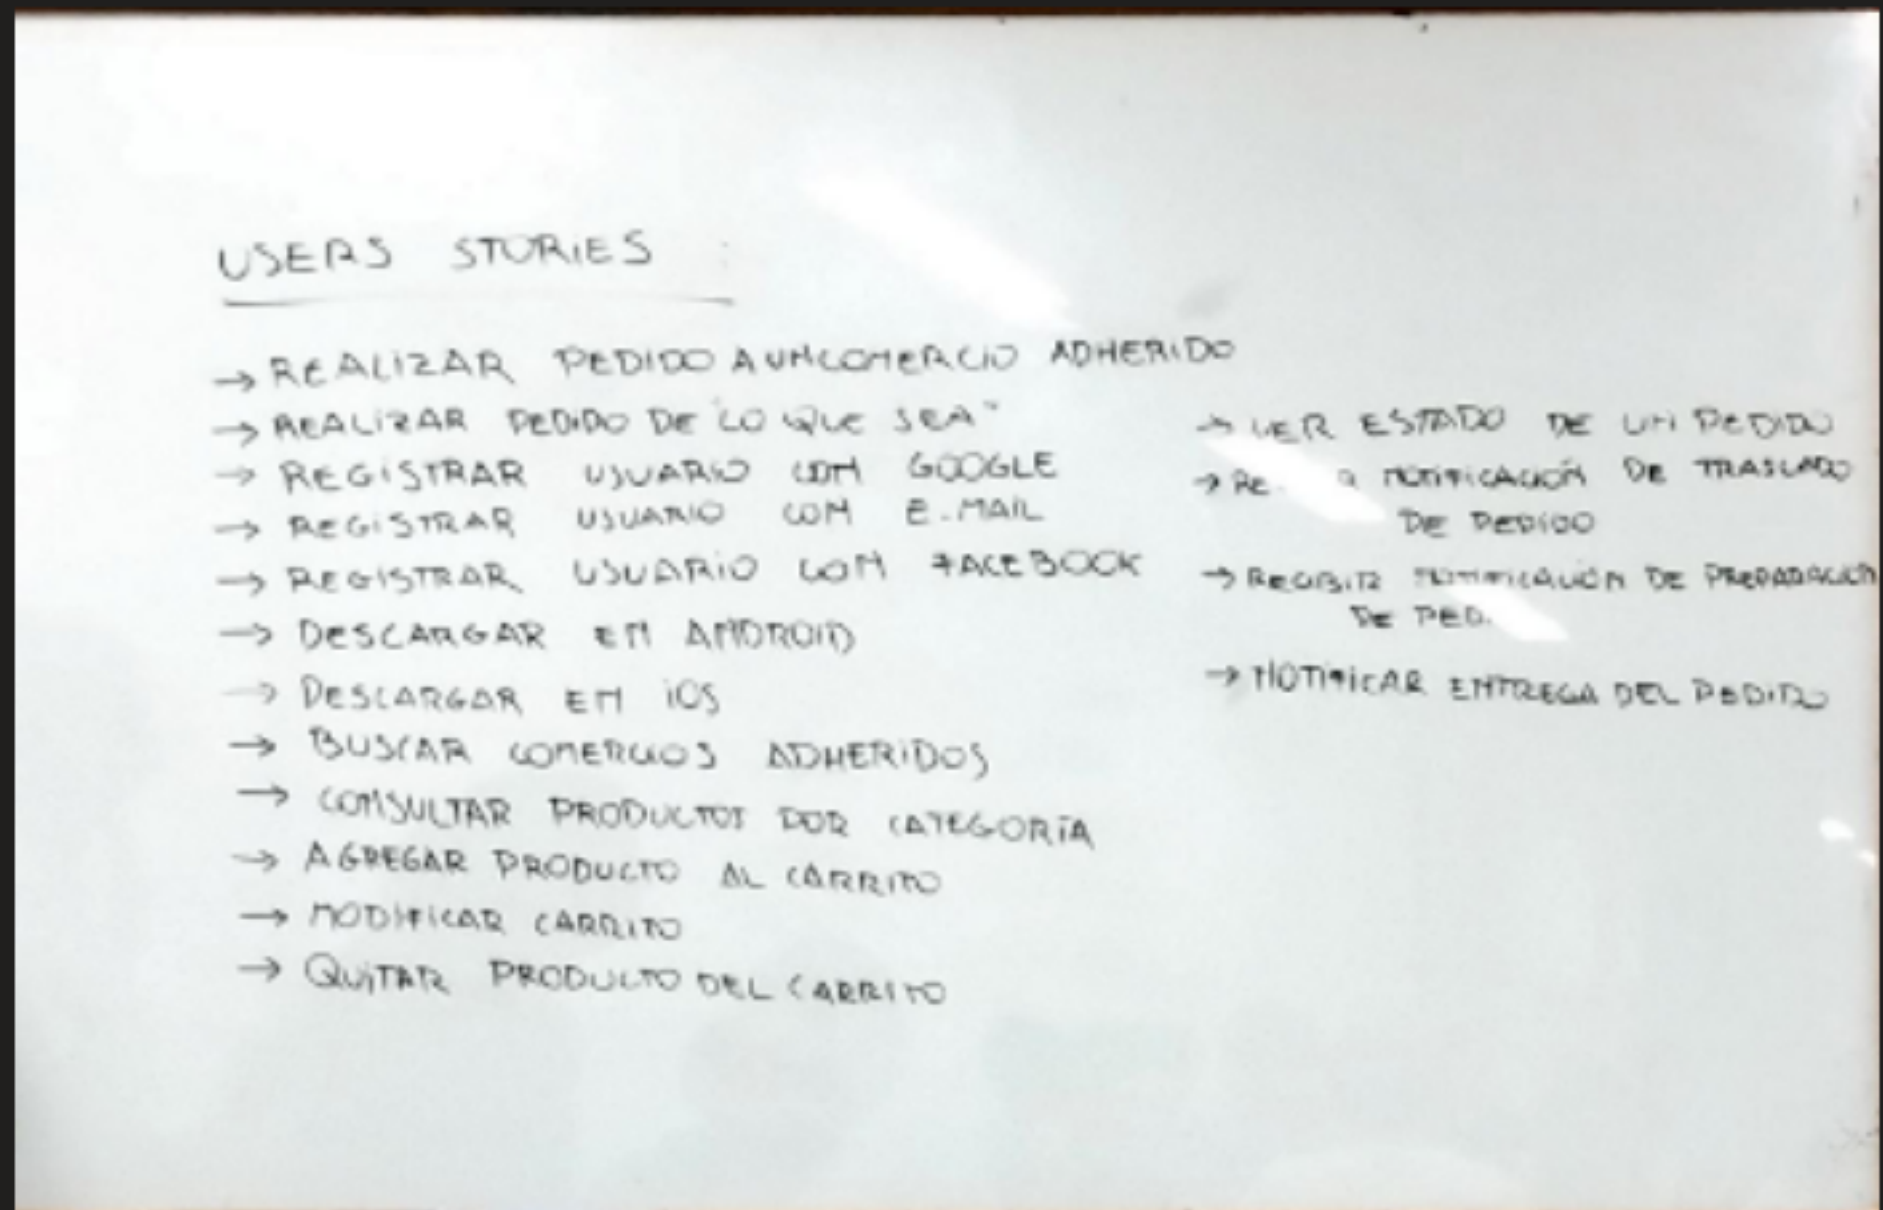 USERS STORIES
→ REALIZAR PEDIDO A UN COMERCIO ADHERIDO
→ REALIZAR PEDIDO DE "LO QUE SEA"
→ REGISTRAR USUARIO CON GOOGLE
→ REGISTRAR USUARIO CON E-MAIL
→ REGISTRAR USUARIO CON FACEBOOK
→ DESCARGAR EN ANDROID
→ DESCARGAR EN iOS
→ BUSCAR COMERCIOS ADHERIDOS
→ CONSULTAR PRODUCTOS POR CATEGORÍA
→ AGREGAR PRODUCTO AL CARRITO
→ MODIFICAR CARRITO
→ QUITAR PRODUCTO DEL CARRITO
→ VER ESTADO DE UN PEDIDO
→ NOTIFICACIÓN DE TRASLADO
DE PEDIDO
→ RECIBIR NOTIFICACIÓN DE PREPARACIÓN
DE PED.
→ NOTIFICAR ENTREGA DEL PEDIDO